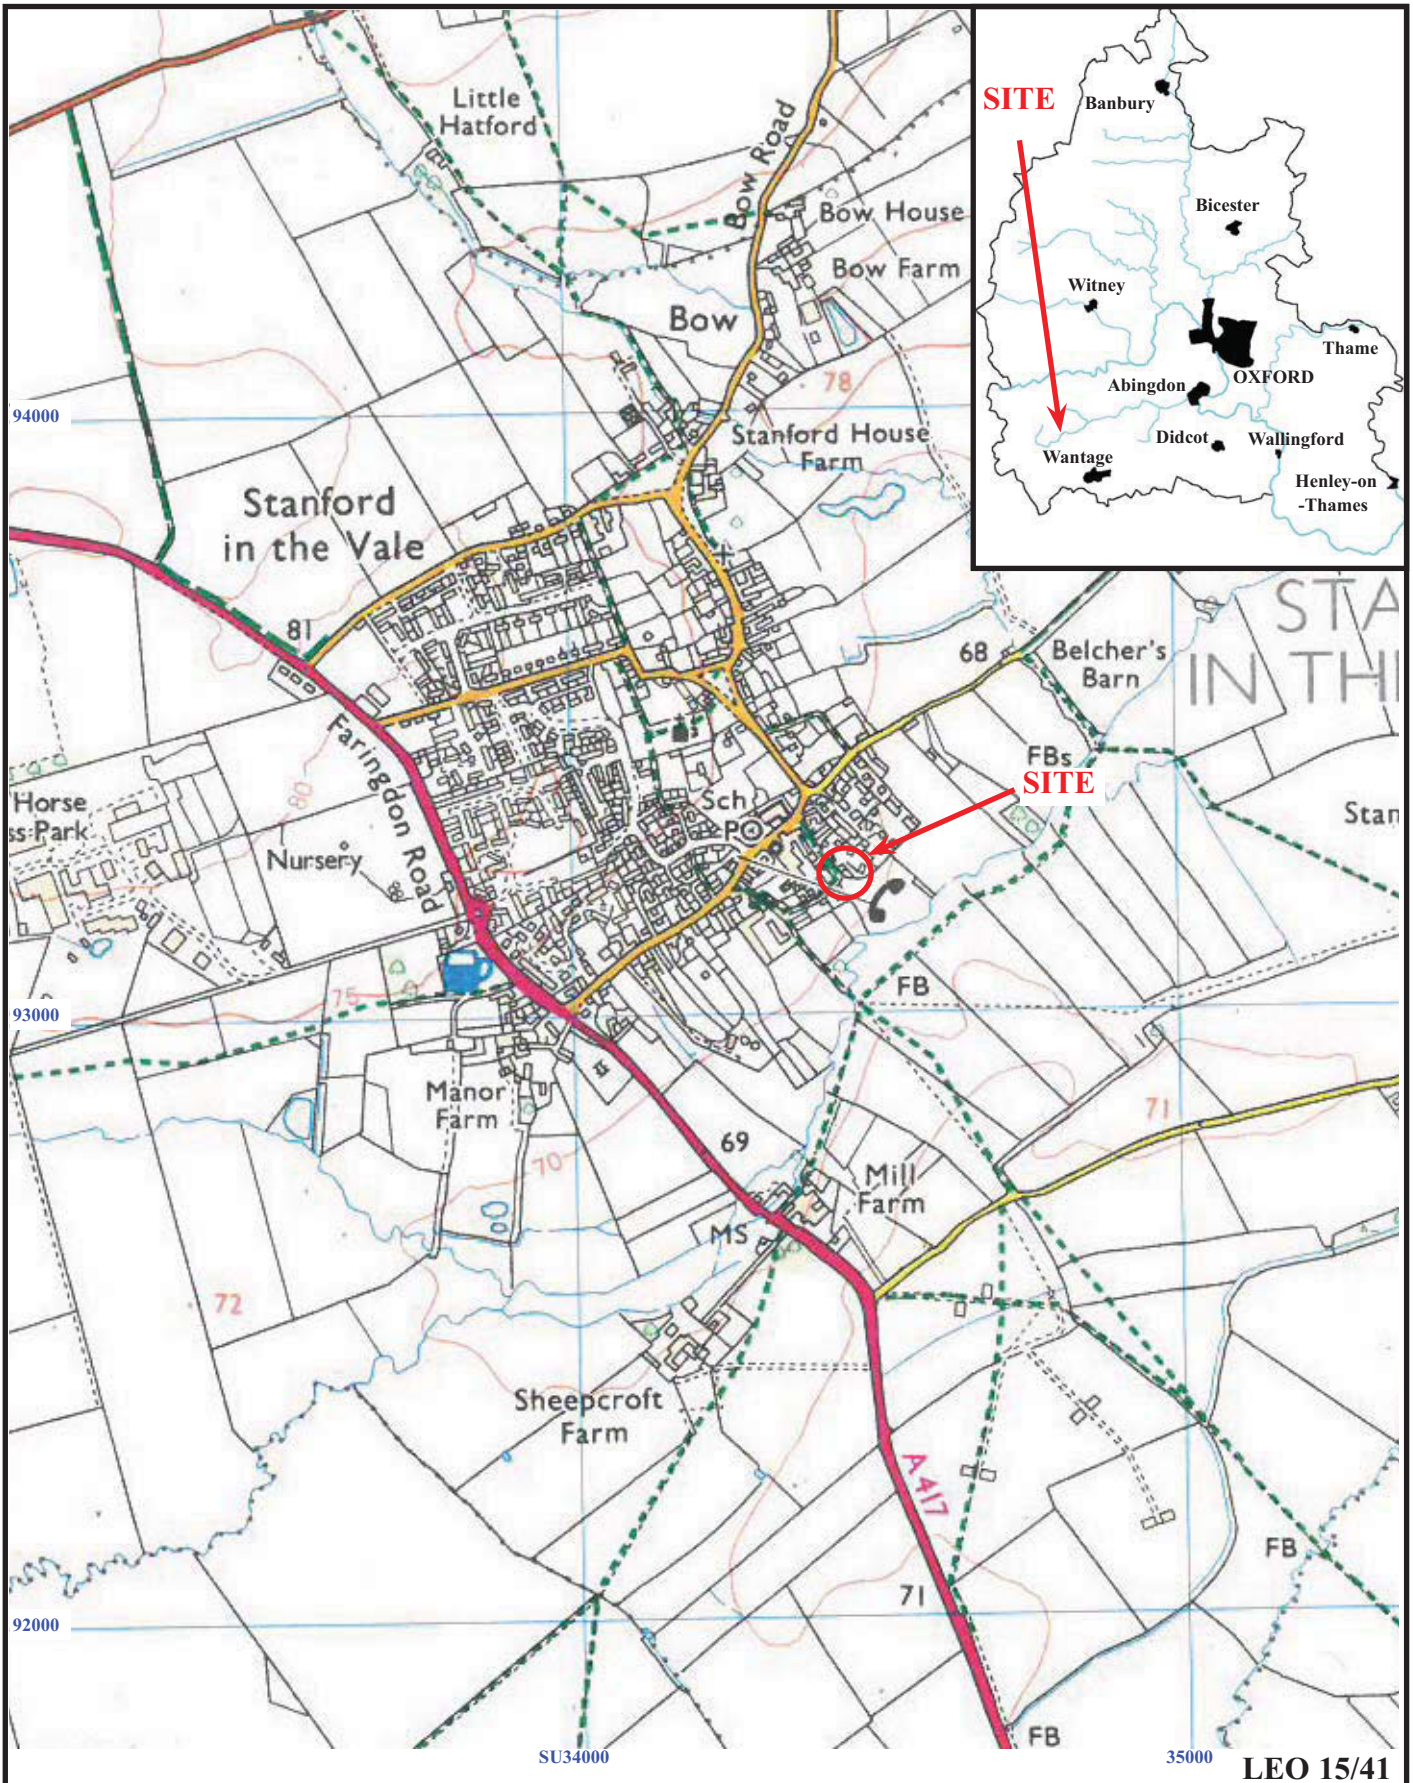 Little
Hatford
Bow Road
Bow House
Bow Farm
Bow
78
94000
Stanford House
Farm
Stanford
in the Vale
81
68
Belcher's
Barn
STA
IN THE
FBs
SITE
Faringdon Road
80
Horse
ss Park
Nursery
Sch
PO
Stan
FB
75
93000
Manor
Farm
70
69
71
Mill
Farm
MS
72
Sheepcroft
Farm
A 417
71
FB
92000
FB
SU34000
35000
LEO 15/41
SITE
Banbury
Bicester
Witney
Thame
OXFORD
Abingdon
Didcot
Wallingford
Wantage
Henley-on
-Thames